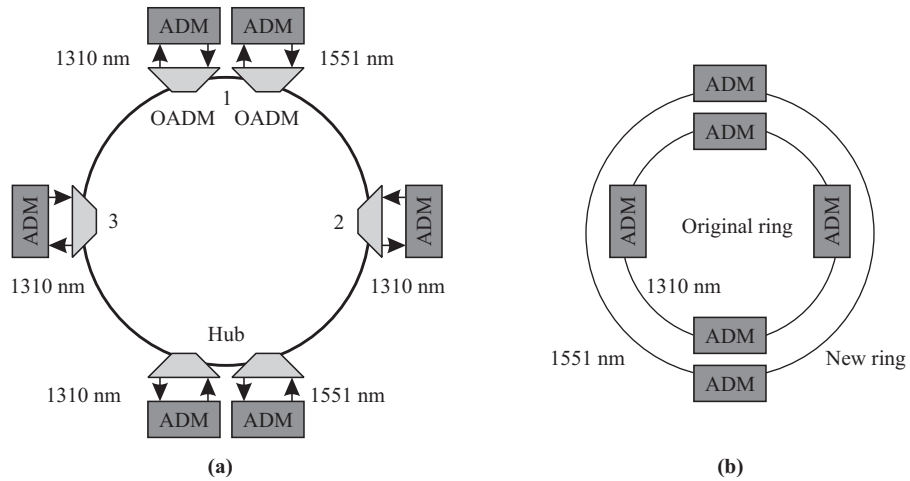 ADM ADM
1310 nm 1551 nm
1
OADM OADM
ADM 3 2 ADM
1310 nm 1310 nm
Hub
1310 nm 1551 nm
ADM ADM
(a)
ADM
ADM
ADM ADM
Original ring
1310 nm
ADM
1551 nm New ring
ADM
(b)